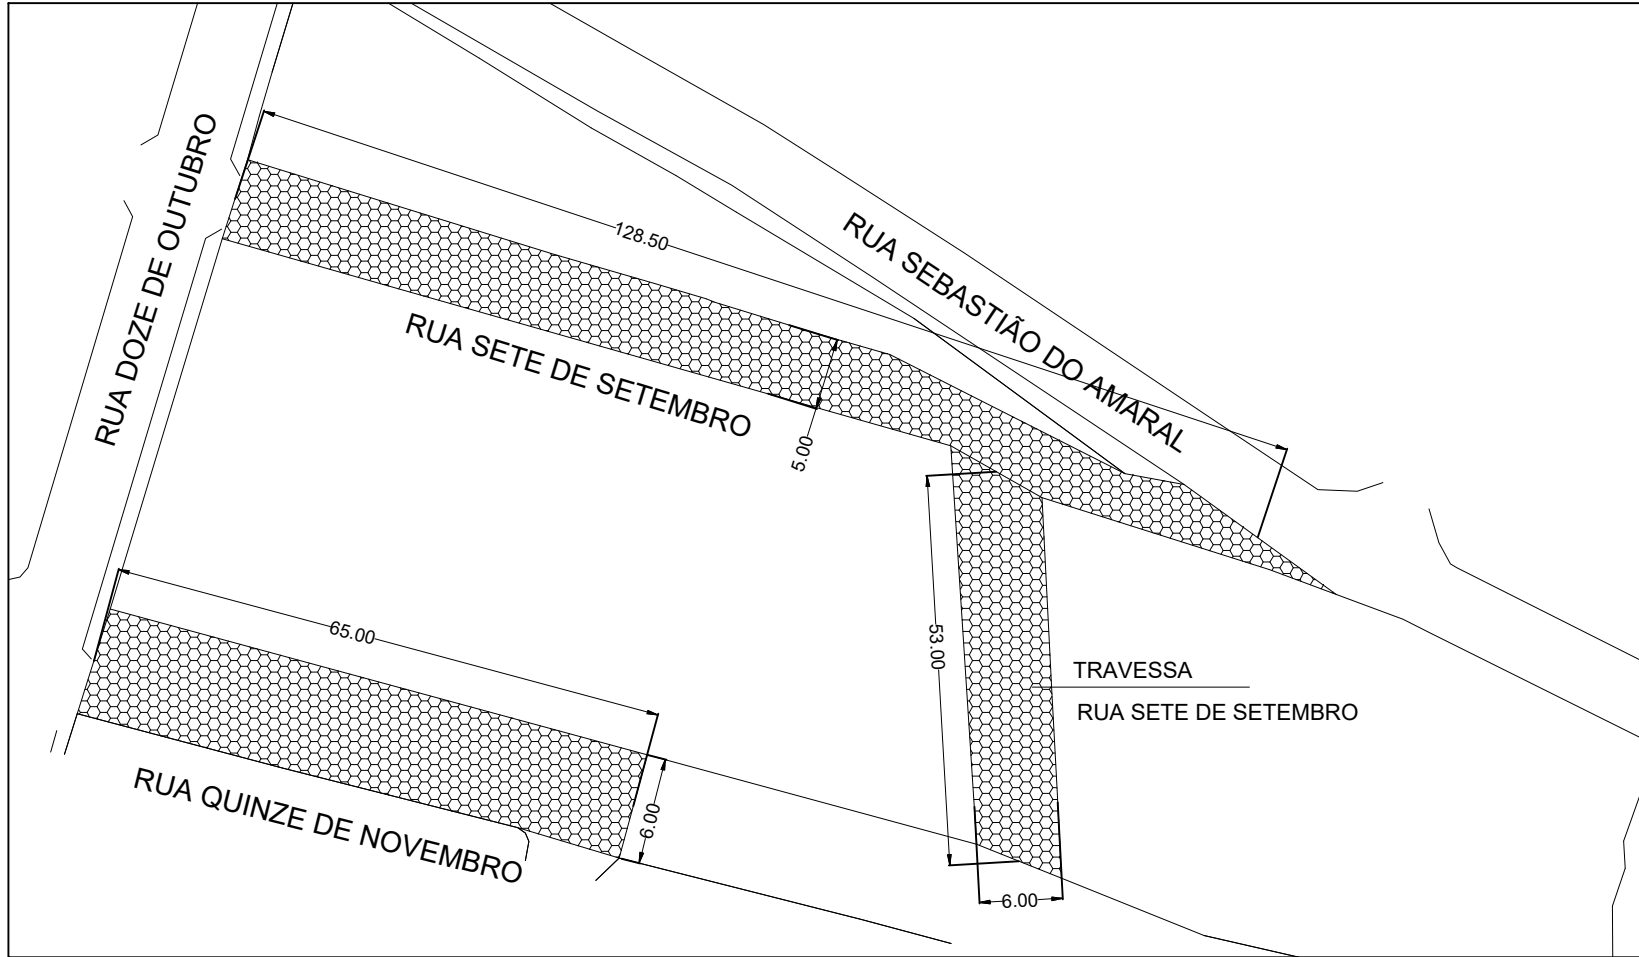 RUA DOZE DE OUTUBRO
128.50
RUA SEBASTIÃO DO AMARAL
RUA SETE DE SETEMBRO
5.00
53.00
65.00
TRAVESSA
RUA SETE DE SETEMBRO
RUA QUINZE DE NOVEMBRO
6.00
6.00